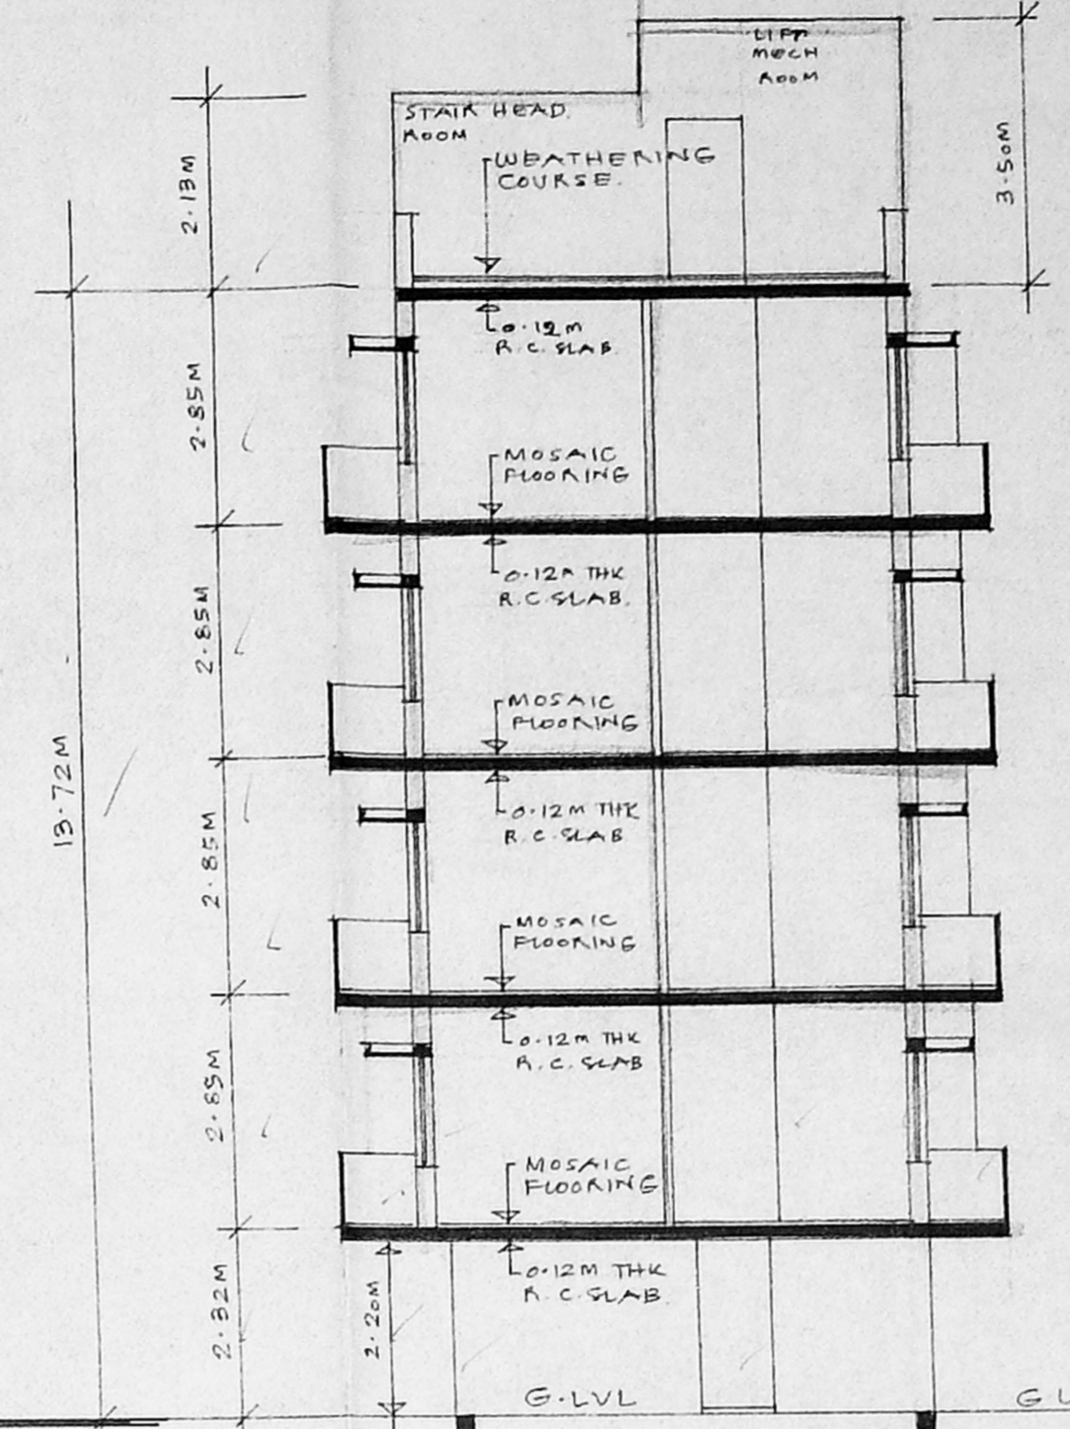 LIFT
MECH
ROOM
STAIR HEAD.
ROOM
WEATHERING
COURSE.
2.13M
3.50M
0.12M
R.C.SLAB.
2.85M
MOSAIC
FLOORING
0.12M THK
R.C.SLAB.
2.85M
MOSAIC
FLOORING
13.72M
0.12M THK
R.C.SLAB
2.85M
MOSAIC
FLOORING
0.12M THK
R.C.SLAB
2.85M
MOSAIC
FLOORING
0.12M THK
R.C.SLAB
2.32M
2.20M
G.LVL
G L